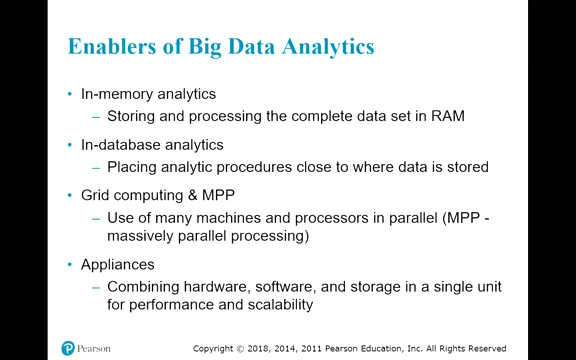 Enablers of Big Data Analytics
• In-memory analytics
– Storing and processing the complete data set in RAM
• In-database analytics
– Placing analytic procedures close to where data is stored
• Grid computing & MPP
– Use of many machines and processors in parallel (MPP -
massively parallel processing)
• Appliances
– Combining hardware, software, and storage in a single unit
for performance and scalability
Pearson
Copyright © 2018, 2014, 2011 Pearson Education, Inc. All Rights Reserved